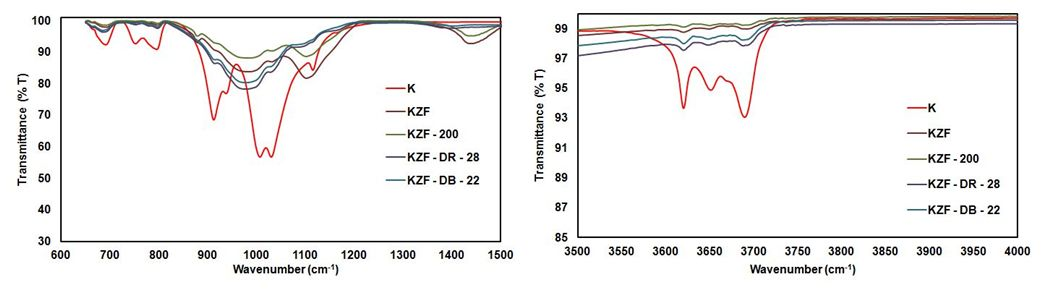 Transmittance (% T)
100
90
80
70
60
50
40
30
600 700 800 900 1000 1100 1200 1300 1400 1500
Wavenumber (cm-1)
K
KZF
KZF - 200
KZF - DR - 28
KZF - DB - 22
Transmittance (% T)
99
97
95
93
91
89
87
85
3500 3550 3600 3650 3700 3750 3800 3850 3900 3950 4000
Wavenumber (cm-1)
K
KZF
KZF - 200
KZF - DR - 28
KZF - DB - 22